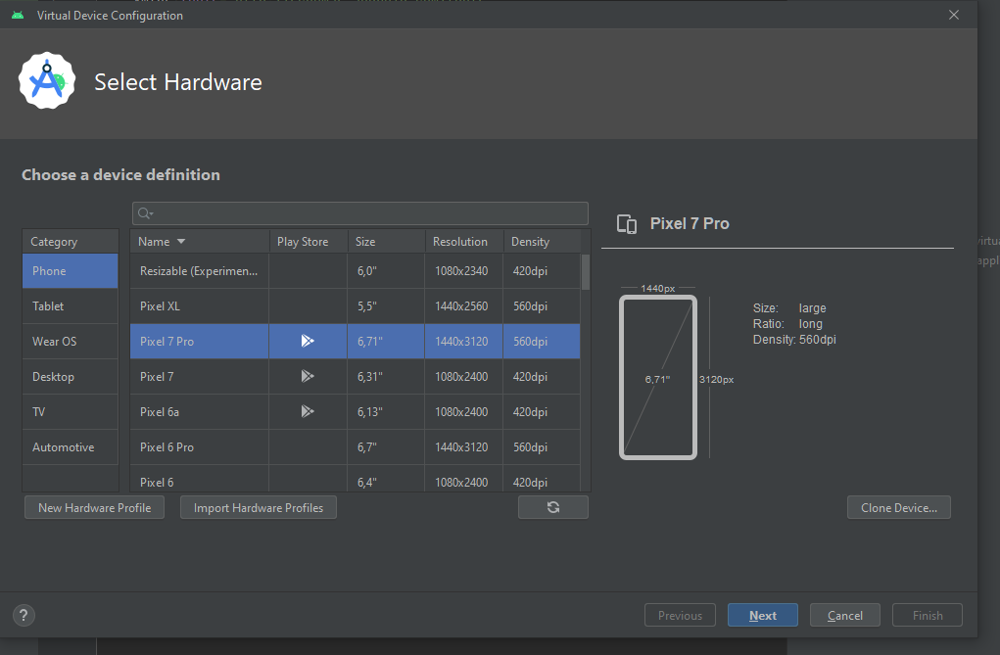 Virtual Device Configuration
Select Hardware
Choose a device definition
Category
Phone
Tablet
Wear OS
Desktop
TV
Automotive
Name Play Store Size Resolution Density
Resizable (Experimen... 6,0" 1080x2340 420dpi
Pixel XL 5,5" 1440x2560 560dpi
Pixel 7 Pro 6,71" 1440x3120 560dpi
Pixel 7 6,31" 1080x2400 420dpi
Pixel 6a 6,13" 1080x2400 420dpi
Pixel 6 Pro 6,7" 1440x3120 560dpi
Pixel 6 6,4" 1080x2400 420dpi
New Hardware Profile Import Hardware Profiles
Pixel 7 Pro
1440px
6,71"
3120px
Size: large
Ratio: long
Density: 560dpi
Clone Device...
? Previous Next Cancel Finish